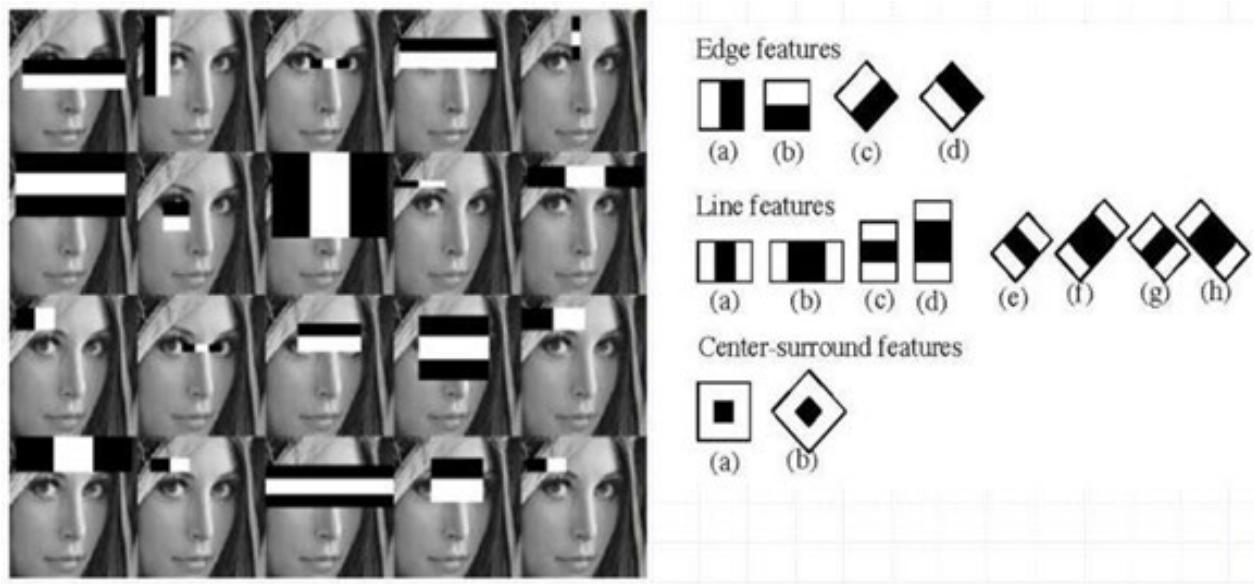 Edge features
(a) (b) (c) (d)
Line features
(a) (b) (c) (d) (e) (f) (g) (h)
Center-surround features
(a) (b)